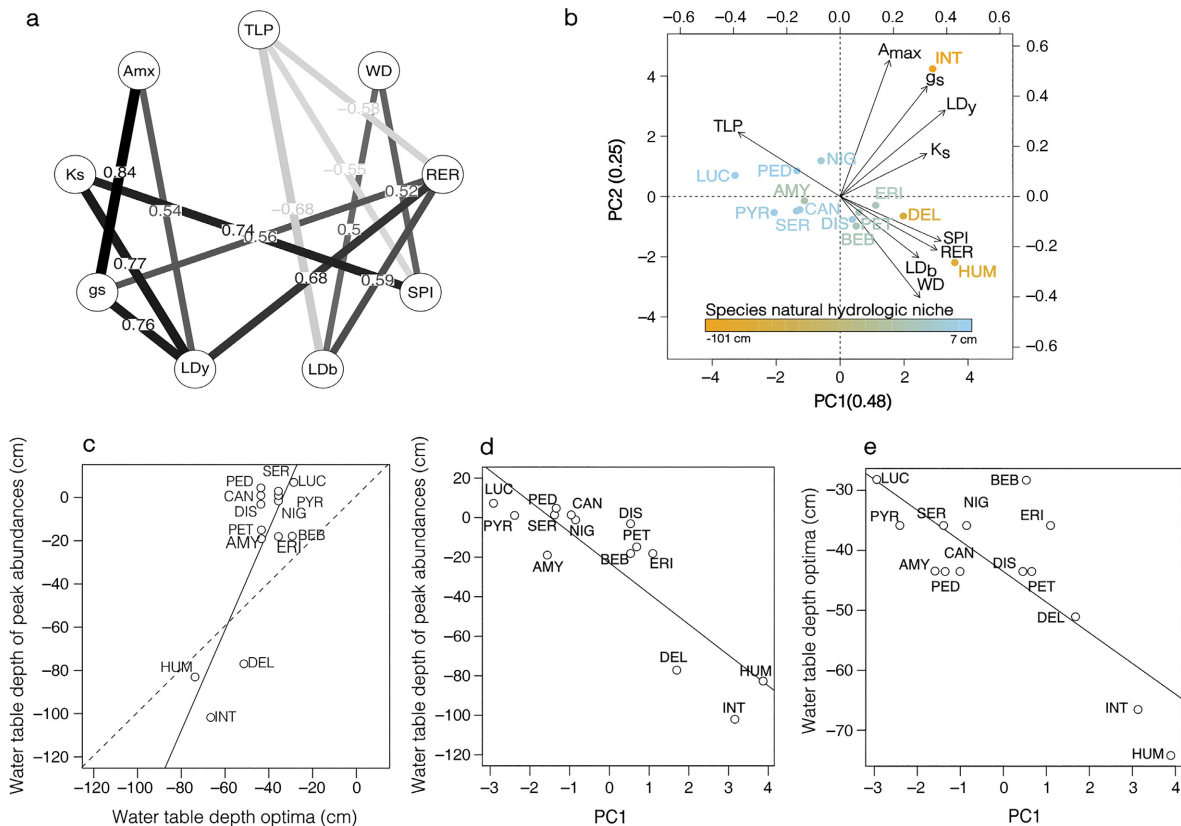 a
TLP
Amx
WD
Ks
RER
gs
SPI
LDy
LDb
−0.58
−0.55
0.84
0.52
0.54
−0.68
0.74
0.5
0.56
0.77
0.68
0.59
0.76
b
−0.6 −0.4 −0.2 0.0 0.2 0.4 0.6
4
2
0
−2
−4
0.6
0.4
0.2
0.0
−0.2
−0.4
−0.6
PC2 (0.25)
Amax
INT
gs
LDy
TLP
Ks
NIG
PED
LUC
AMY
ERI
PYR
CAN
SER
DIS
PET
DEL
BEB
SPI
RER
LDb
HUM
WD
Species natural hydrologic niche
-101 cm 7 cm
−4 −2 0 2 4
PC1(0.48)
c
Water table depth of peak abundances (cm)
0
−20
−40
−60
−80
−100
−120
SER
PED
LUC
CAN
PYR
DIS
NIG
PET
BEB
AMY
ERI
HUM
DEL
INT
−120 −100 −80 −60 −40 −20 0
Water table depth optima (cm)
d
Water table depth of peak abundances (cm)
20
0
−20
−40
−60
−80
−100
−120
LUC
PED
CAN
PYR
SER
NIG
DIS
PET
AMY
BEB
ERI
DEL
HUM
INT
−3 −2 −1 0 1 2 3 4
PC1
e
Water table depth optima (cm)
−30
−40
−50
−60
−70
LUC
BEB
PYR
SER
NIG
ERI
AMY
CAN
DIS
PED
PET
DEL
INT
HUM
−3 −2 −1 0 1 2 3 4
PC1